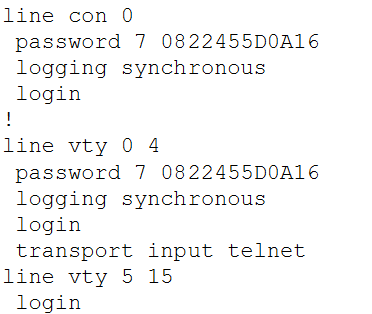 line con 0
 password 7 0822455D0A16
 logging synchronous
 login
!
line vty 0 4
 password 7 0822455D0A16
 logging synchronous
 login
 transport input telnet
line vty 5 15
 login